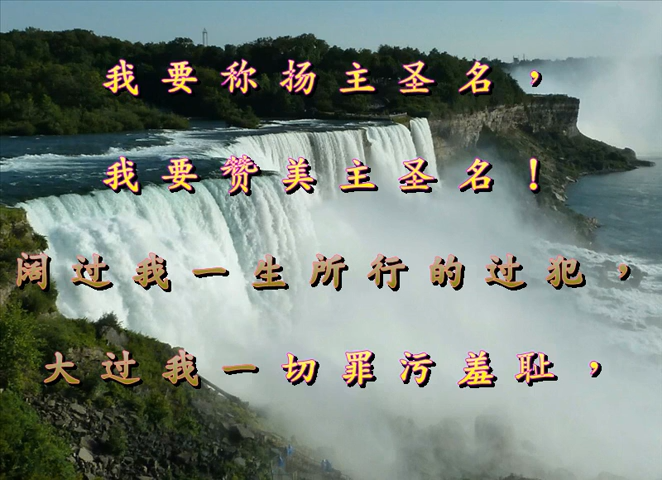 我要称扬主圣名，
我要赞美主圣名！
阔过我一生所行的过犯，
大过我一切罪污羞耻，